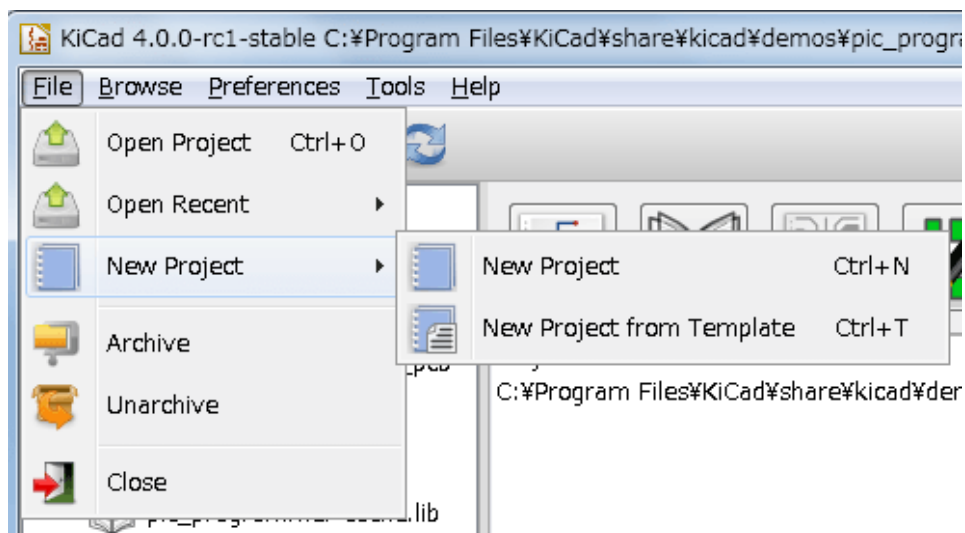 KiCad 4.0.0-rc1-stable C:¥Program Files¥KiCad¥share¥kicad¥demos¥pic_progra
File Browse Preferences Tools Help
Open Project Ctrl+O
Open Recent
New Project
New Project Ctrl+N
New Project from Template Ctrl+T
Archive
_pcb
C:¥Program Files¥KiCad¥share¥kicad¥der
Unarchive
Close
.lib